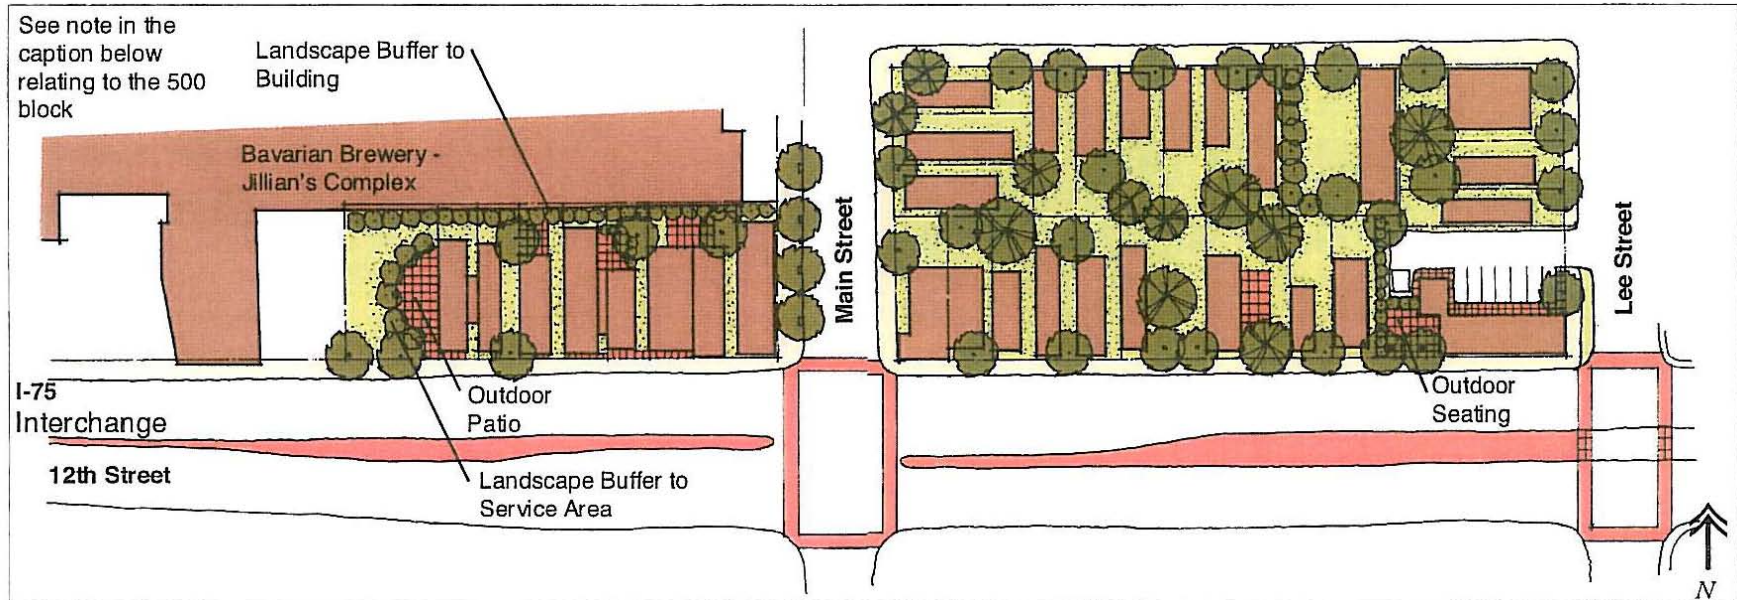 See note in the
caption below
relating to the 500
block
Landscape Buffer to
Building
Bavarian Brewery -
Jillian's Complex
Main Street
Lee Street
I-75
Interchange
Outdoor
Patio
Outdoor
Seating
12th Street
Landscape Buffer to
Service Area
N